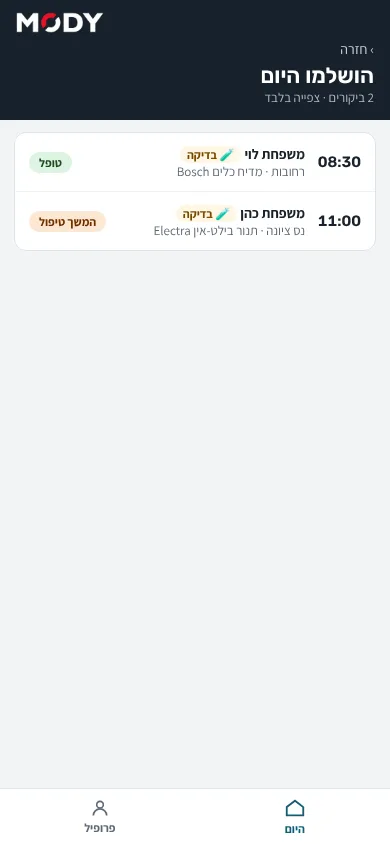 MODY
‹ חזרה
הושלמו היום
2 ביקורים · צפייה בלבד
08:30 משפחת לוי 🧪 בדיקה טופל
רחובות · מדיח כלים Bosch
11:00 משפחת כהן 🧪 בדיקה המשך טיפול
נס ציונה · תנור בילט-אין Electra
היום
פרופיל